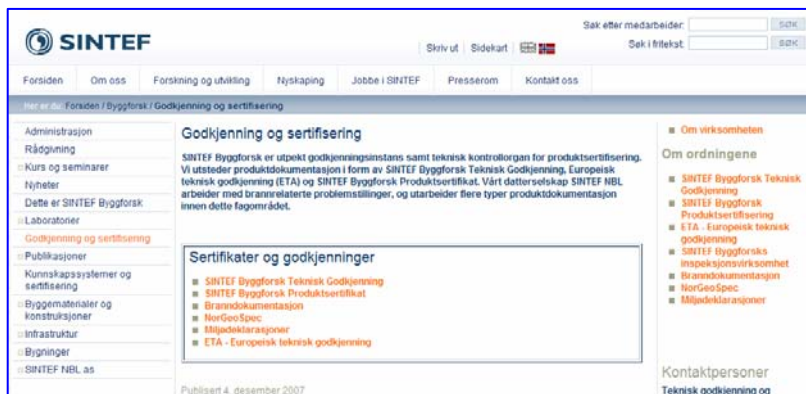 SINTEF
Søk etter medarbeider: SØK
Skriv ut | Sidekart
Søk i fritekst: SØK
Forsiden Om oss Forskning og utvikling Nyskaping Jobbe i SINTEF Presserom Kontakt oss
Her er du: Forsiden / Byggforsk / Godkjenning og sertifisering
Administrasjon
Rådgivning
Kurs og seminarer
Nyheter
Dette er SINTEF Byggforsk
Laboratorier
Godkjenning og sertifisering
Publikasjoner
Kunnskapssystemer og
sertifisering
Byggematerialer og
konstruksjoner
Infrastruktur
Bygninger
SINTEF NBL as
Godkjenning og sertifisering
SINTEF Byggforsk er utpekt godkjenningsinstans samt teknisk kontrollorgan for produktsertifisering.
Vi utsteder produktdokumentasjon i form av SINTEF Byggforsk Teknisk Godkjenning, Europeisk
teknisk godkjenning (ETA) og SINTEF Byggforsk Produktsertifikat. Vårt datterselskap SINTEF NBL
arbeider med brannrelaterte problemstillinger, og utarbeider flere typer produktdokumentasjon
innen dette fagområdet.
Sertifikater og godkjenninger
SINTEF Byggforsk Teknisk Godkjenning
SINTEF Byggforsk Produktsertifikat
Branndokumentasjon
NorGeoSpec
Miljødeklarasjoner
ETA - Europeisk teknisk godkjenning
Publisert 4. desember 2007
Om virksomheten
Om ordningene
SINTEF Byggforsk Teknisk
Godkjenning
SINTEF Byggforsk
Produktsertifisering
ETA - Europeisk teknisk
godkjenning
SINTEF Byggforsks
inspeksjonsvirksomhet
Branndokumentasjon
NorGeoSpec
Miljødeklarasjoner
Kontaktpersoner
Teknisk godkjenning og